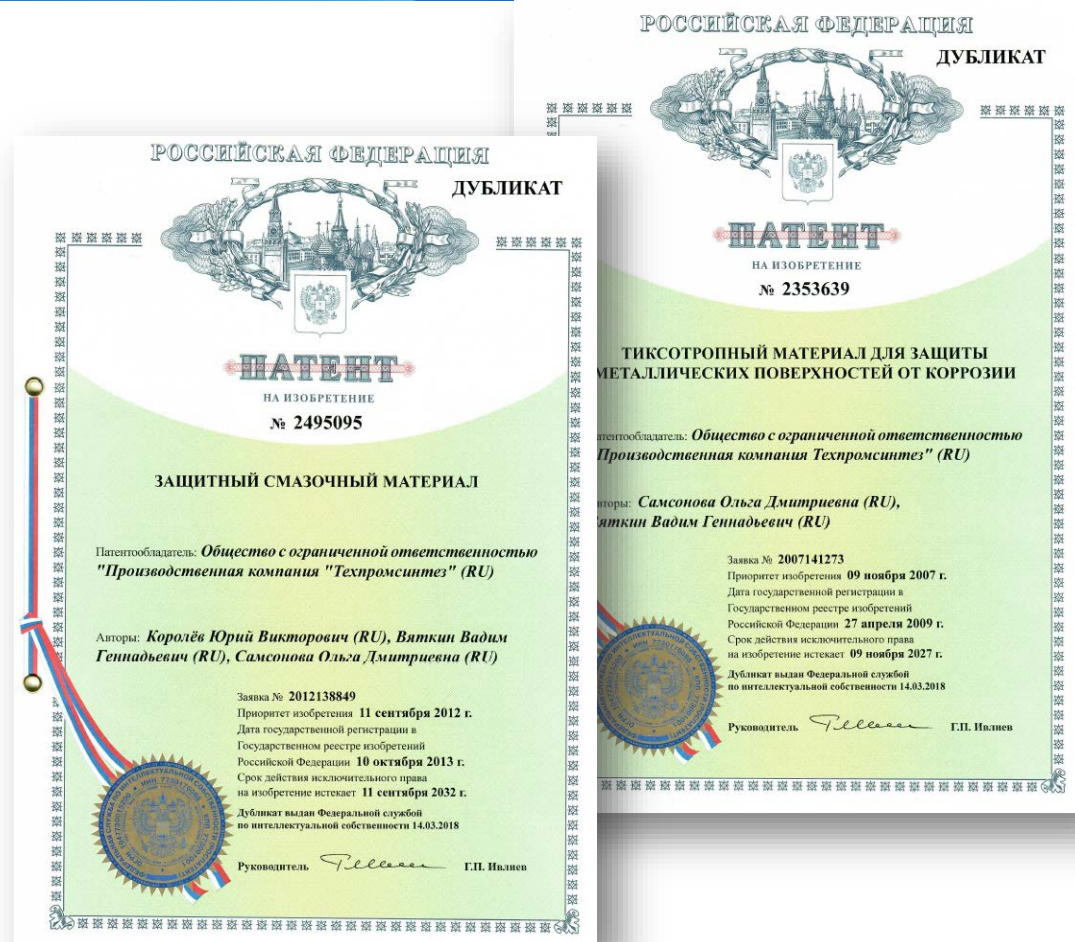 РОССИЙСКАЯ ФЕДЕРАЦИЯ
ДУБЛИКАТ
ПАТЕНТ
НА ИЗОБРЕТЕНИЕ
№ 2495095
ЗАЩИТНЫЙ СМАЗОЧНЫЙ МАТЕРИАЛ
Патентообладатель: Общество с ограниченной ответственностью
"Производственная компания "Техпромсинтез" (RU)
Авторы: Королёв Юрий Викторович (RU), Вяткин Вадим
Геннадьевич (RU), Самсонова Ольга Дмитриевна (RU)
Заявка № 2012138849
Приоритет изобретения 11 сентября 2012 г.
Дата государственной регистрации в
Государственном реестре изобретений
Российской Федерации 10 октября 2013 г.
Срок действия исключительного права
на изобретение истекает 11 сентября 2032 г.
Дубликат выдан Федеральной службой
по интеллектуальной собственности 14.03.2018
Руководитель Г.П. Ивлиев
РОССИЙСКАЯ ФЕДЕРАЦИЯ
ДУБЛИКАТ
ПАТЕНТ
НА ИЗОБРЕТЕНИЕ
№ 2353639
ТИКСОТРОПНЫЙ МАТЕРИАЛ ДЛЯ ЗАЩИТЫ
МЕТАЛЛИЧЕСКИХ ПОВЕРХНОСТЕЙ ОТ КОРРОЗИИ
атентообладатель: Общество с ограниченной ответственностью
Производственная компания Техпромсинтез" (RU)
вторы: Самсонова Ольга Дмитриевна (RU),
яткин Вадим Геннадьевич (RU)
Заявка № 2007141273
Приоритет изобретения 09 ноября 2007 г.
Дата государственной регистрации в
Государственном реестре изобретений
Российской Федерации 27 апреля 2009 г.
Срок действия исключительного права
на изобретение истекает 09 ноября 2027 г.
Дубликат выдан Федеральной службой
по интеллектуальной собственности 14.03.2018
Руководитель Г.П. Ивлиев